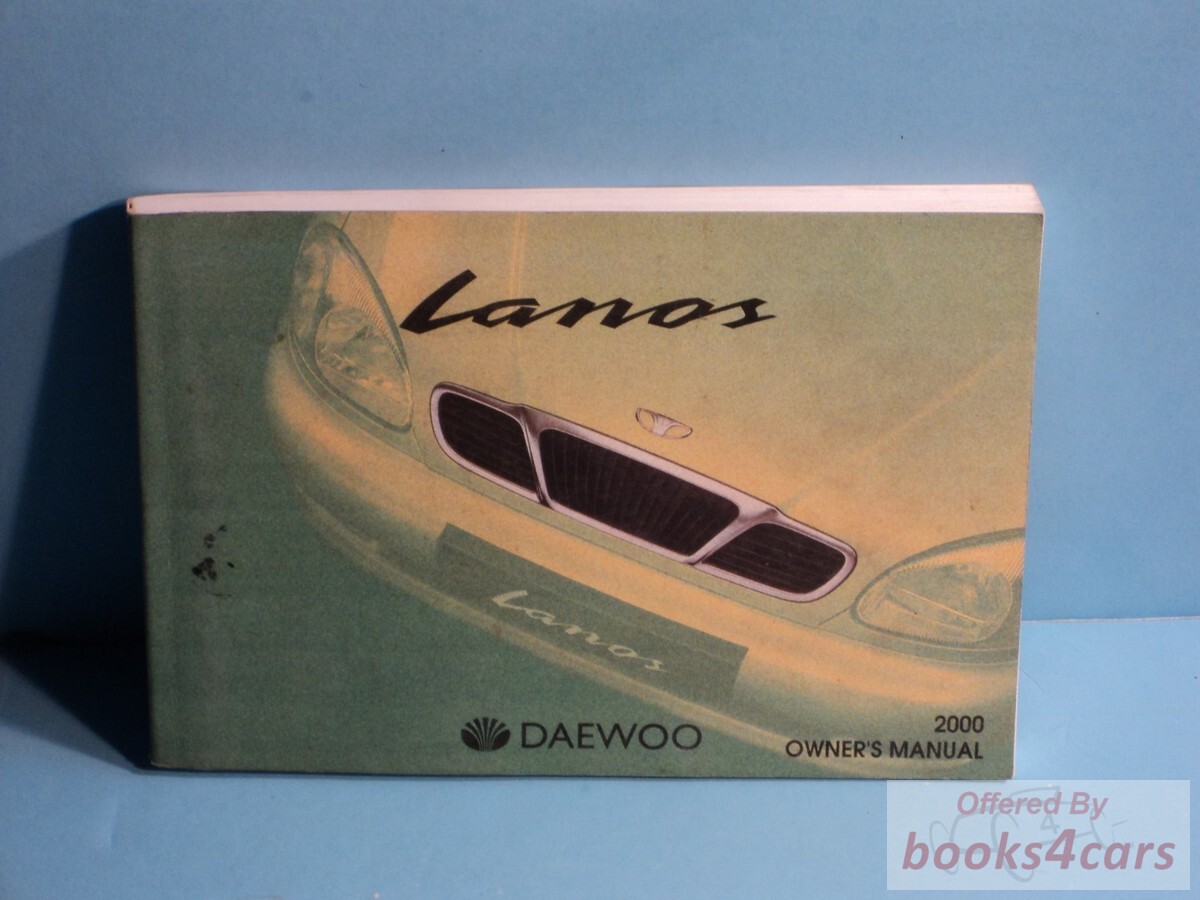 Lanos
Lanos
DAEWOO
2000
OWNER'S MANUAL
Offered By
books4cars